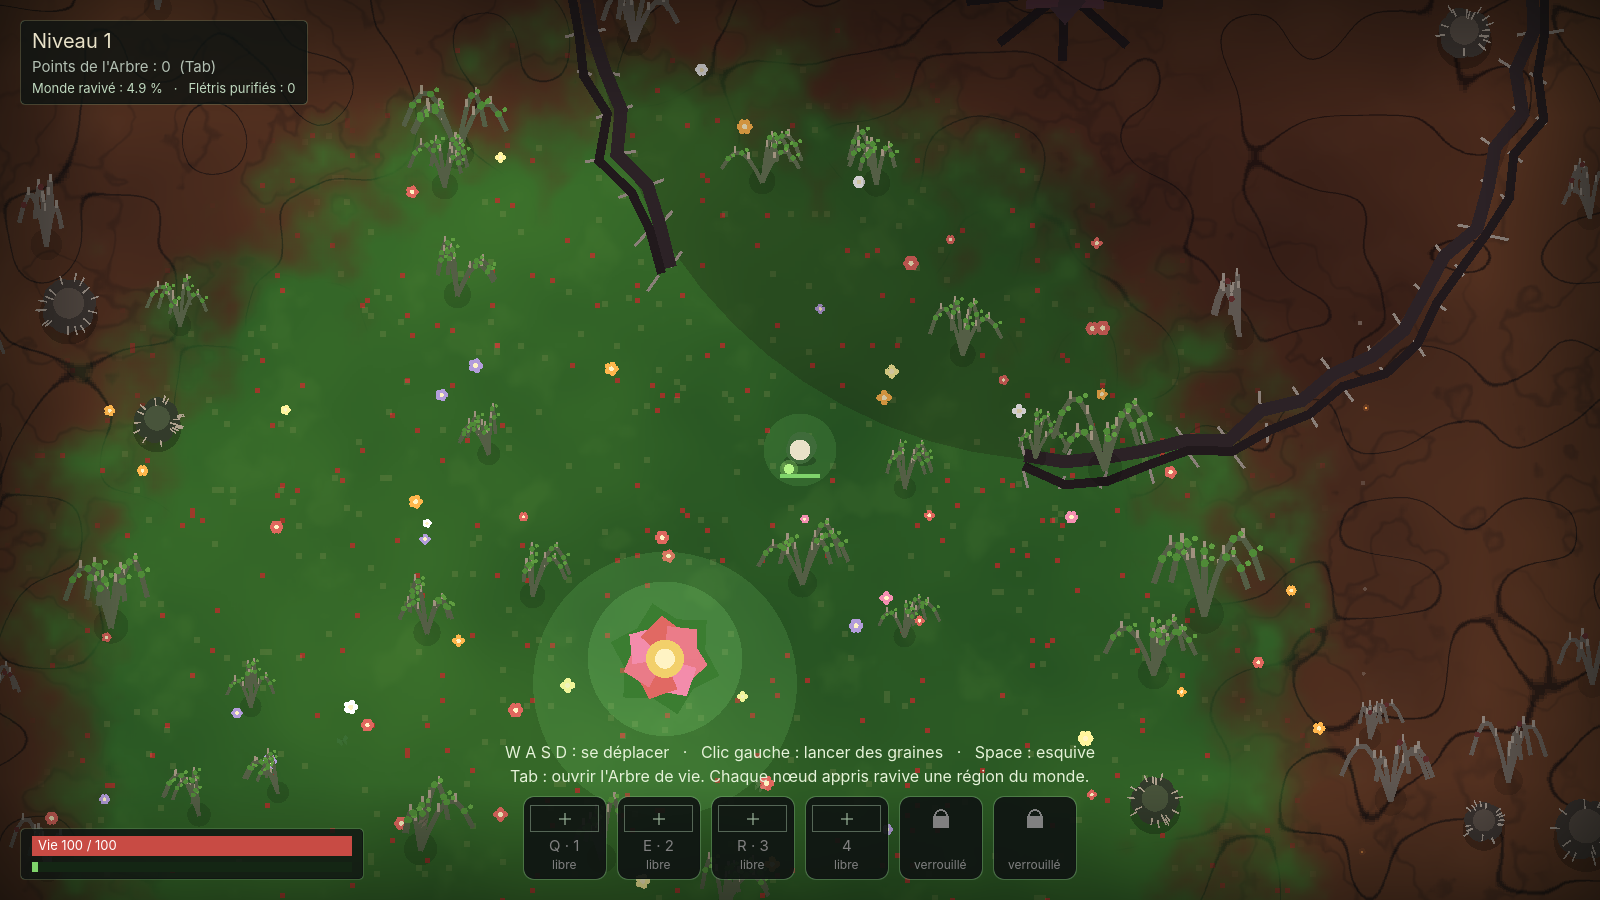 Niveau 1
Points de l'Arbre : 0  (Tab)
Monde ravivé : 4.9 %   ·   Flétris purifiés : 0
W A S D : se déplacer   ·   Clic gauche : lancer des graines   ·   Space : esquive
Tab : ouvrir l'Arbre de vie. Chaque nœud appris ravive une région du monde.
Vie 100 / 100
Q · 1
libre
E · 2
libre
R · 3
libre
4
libre
verrouillé
verrouillé